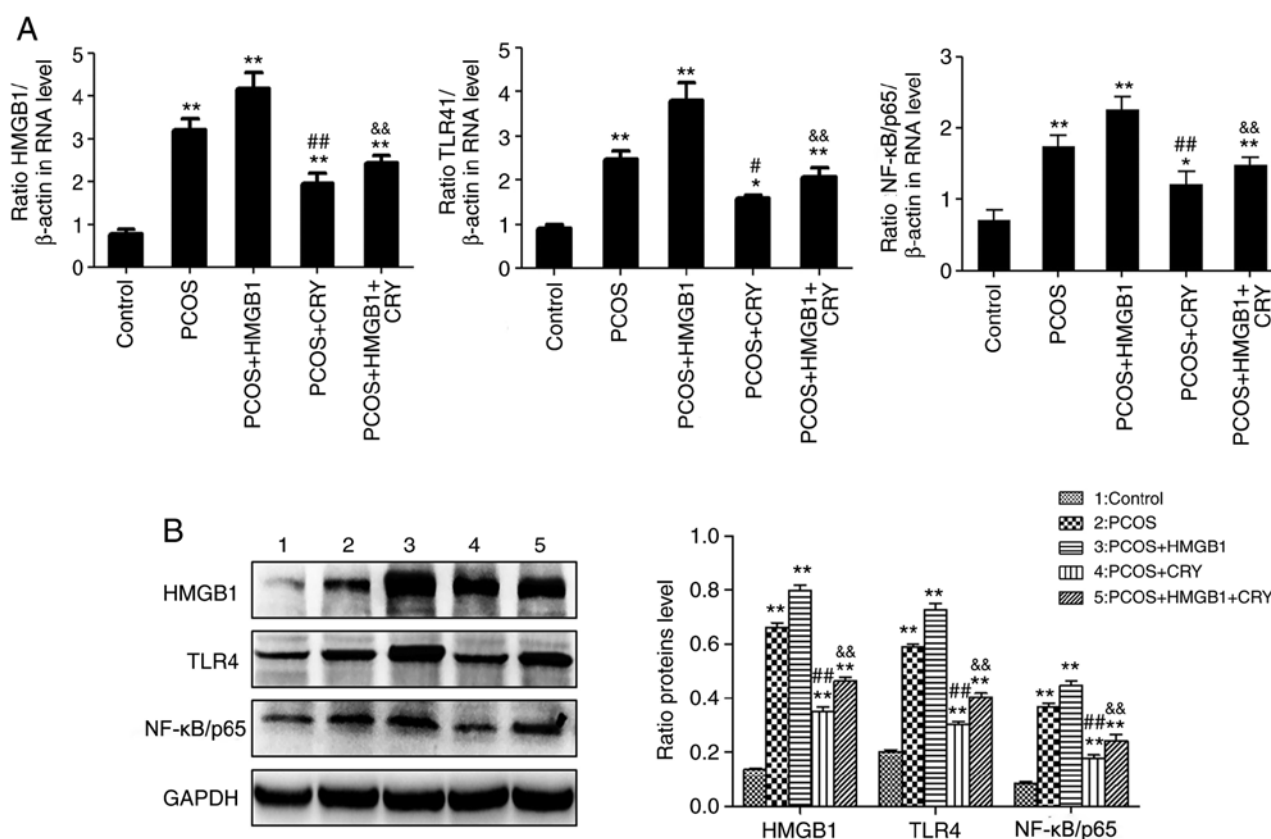 A
Ratio HMGB1/
β-actin in RNA level
5
4
3
2
1
0
**
**
##
**
&&
**
Control
PCOS
PCOS+HMGB1
PCOS+CRY
PCOS+HMGB1+
CRY
Ratio TLR41/
β-actin in RNA level
5
4
3
2
1
0
**
**
#
*
&&
**
Control
PCOS
PCOS+HMGB1
PCOS+CRY
PCOS+HMGB1+
CRY
Ratio NF-κB/p65/
β-actin in RNA level
3
2
1
0
**
**
##
*
&&
**
Control
PCOS
PCOS+HMGB1
PCOS+CRY
PCOS+HMGB1+
CRY
B
1 2 3 4 5
HMGB1
TLR4
NF-κB/p65
GAPDH
1:Control
2:PCOS
3:PCOS+HMGB1
4:PCOS+CRY
5:PCOS+HMGB1+CRY
Ratio proteins level
1.0
0.8
0.6
0.4
0.2
0.0
**
**
##
**
&&
**
**
**
##
**
&&
**
**
**
##
**
&&
**
HMGB1 TLR4 NF-κB/p65